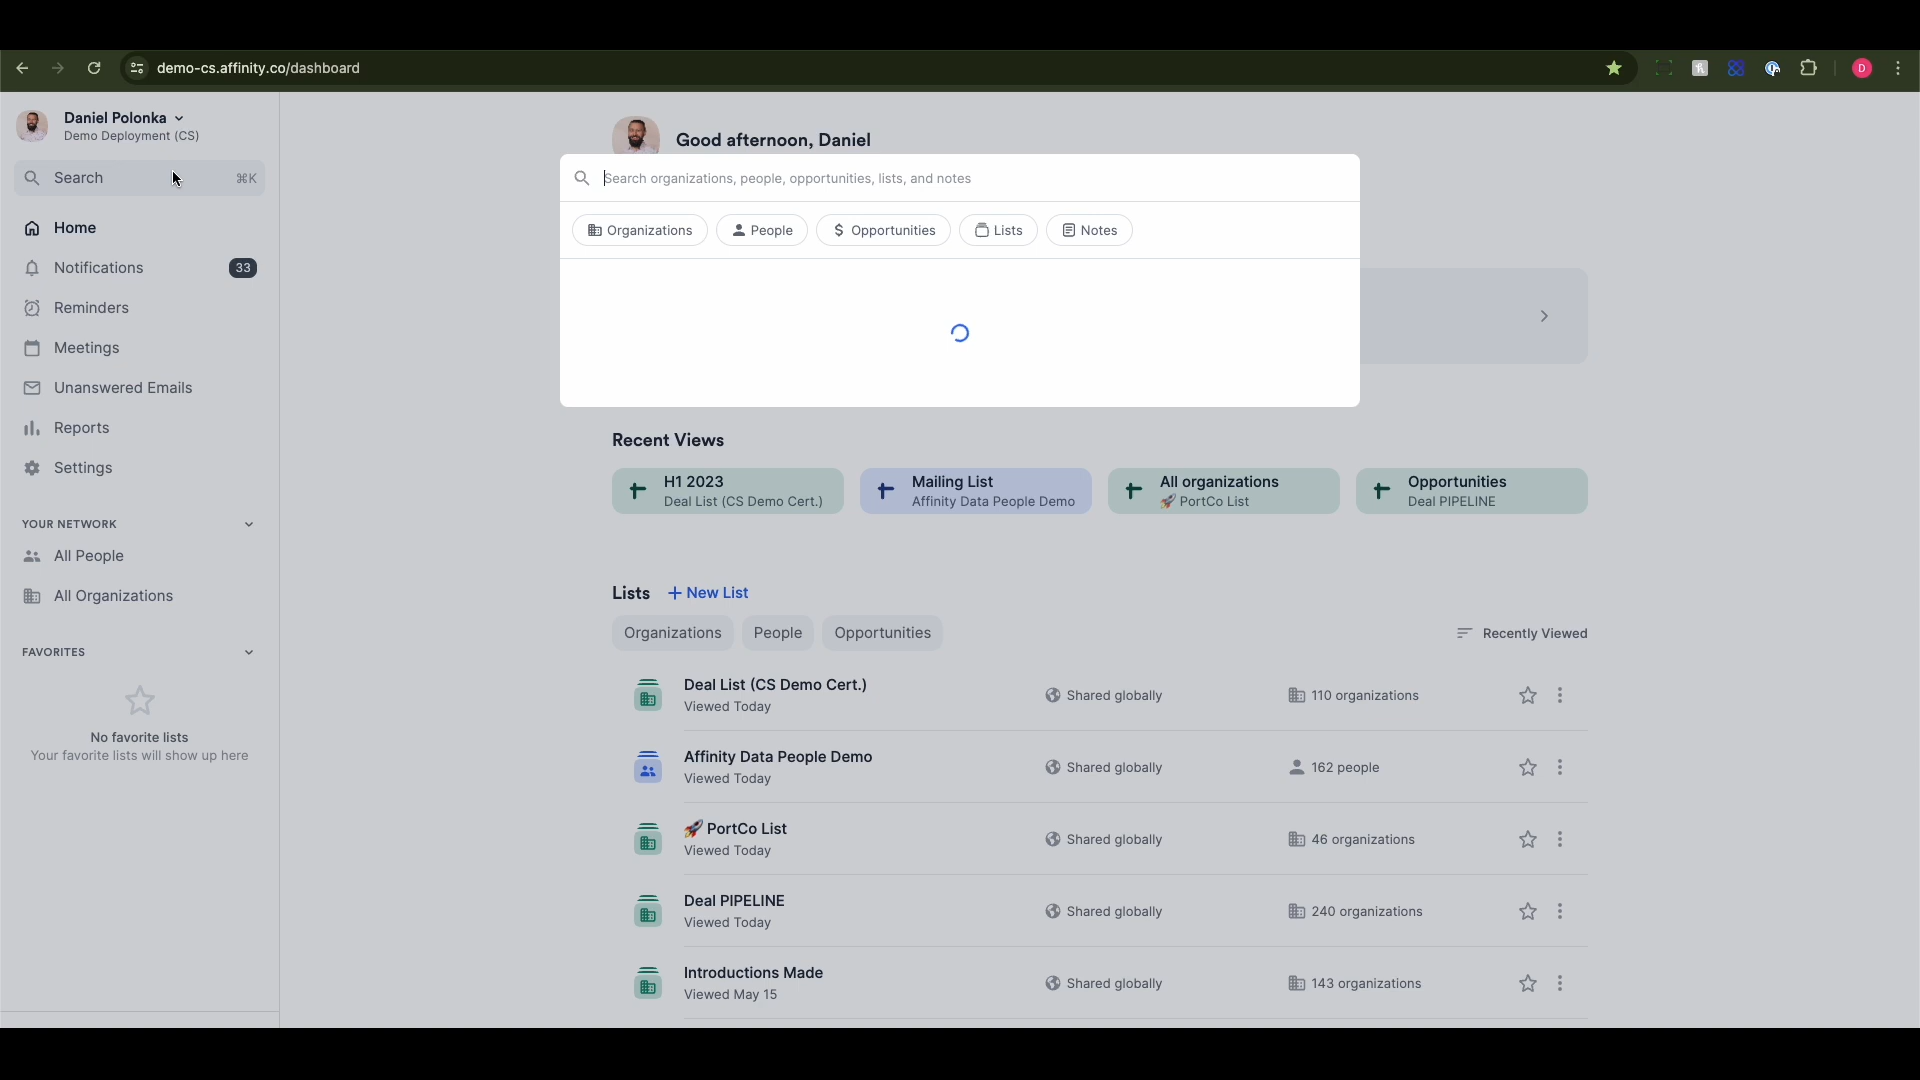 demo-cs.affinity.co/dashboard
D
Daniel Polonka
Demo Deployment (CS)
Search ⌘K
Home
Notifications 33
Reminders
Meetings
Unanswered Emails
Reports
Settings
YOUR NETWORK
All People
All Organizations
FAVORITES
No favorite lists
Your favorite lists will show up here
Good afternoon, Daniel
Search organizations, people, opportunities, lists, and notes
Organizations People Opportunities Lists Notes
Recent Views
H1 2023
Deal List (CS Demo Cert.)
Mailing List
Affinity Data People Demo
All organizations
🚀 PortCo List
Opportunities
Deal PIPELINE
Lists + New List
Organizations People Opportunities Recently Viewed
Deal List (CS Demo Cert.)
Viewed Today
Shared globally
110 organizations
Affinity Data People Demo
Viewed Today
Shared globally
162 people
🚀 PortCo List
Viewed Today
Shared globally
46 organizations
Deal PIPELINE
Viewed Today
Shared globally
240 organizations
Introductions Made
Viewed May 15
Shared globally
143 organizations